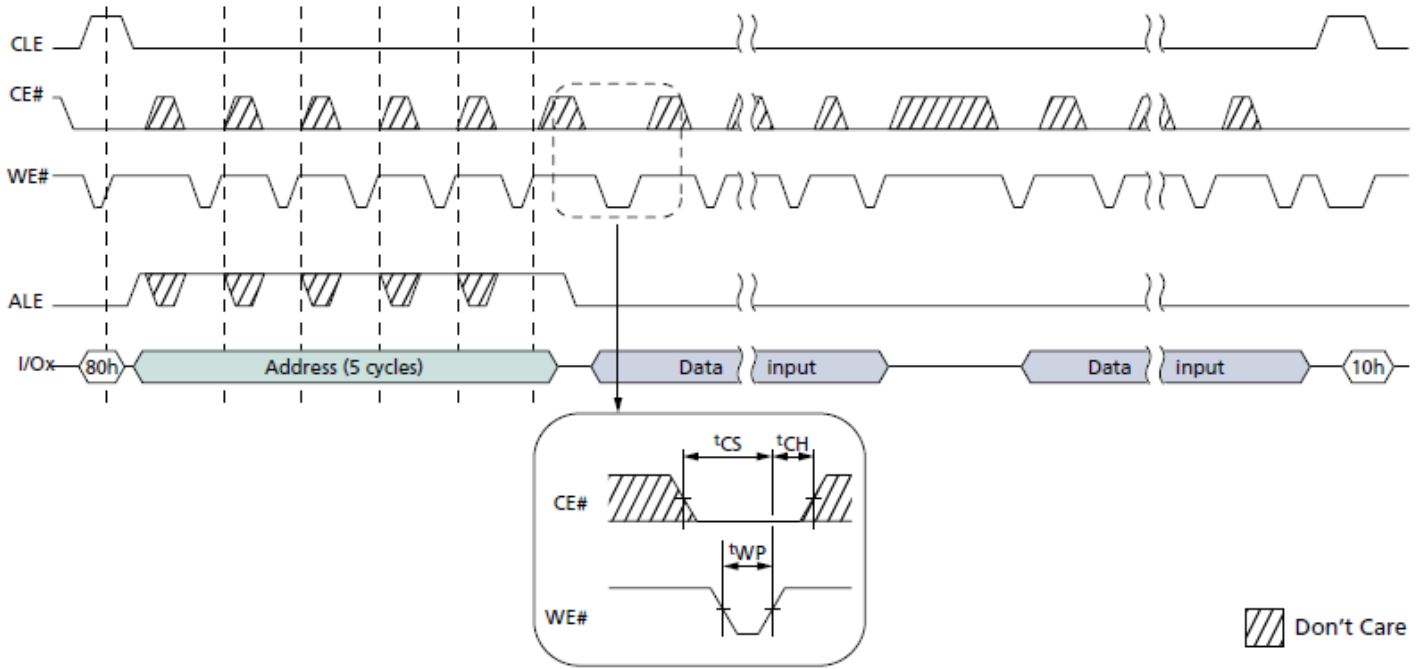 CLE
CE#
WE#
ALE
I/Ox
80h
Address (5 cycles)
Data input
Data input
10h
tCS
tCH
CE#
tWP
WE#
Don't Care